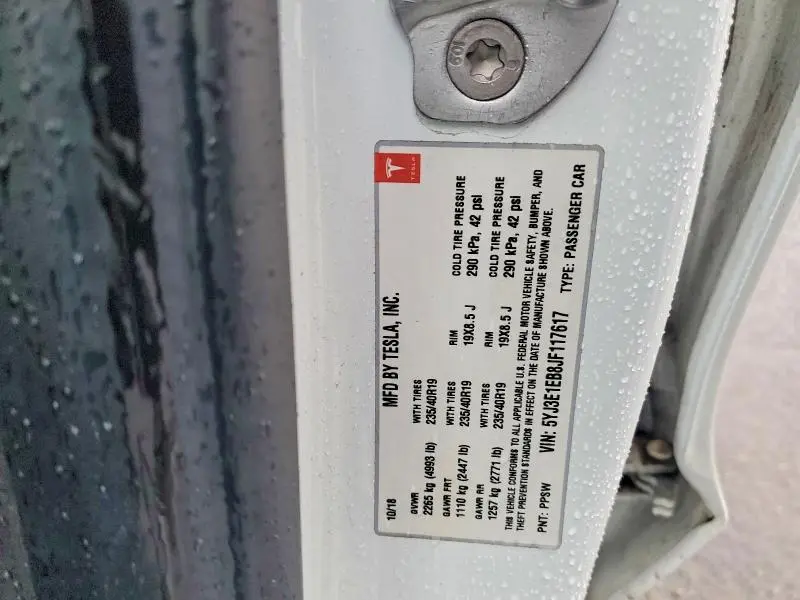 TESLA
10/18
MFD BY TESLA, INC.
GVWR WITH TIRES
2265 kg (4993 lb) 235/40R19
GAWR FRT WITH TIRES RIM COLD TIRE PRESSURE
1110 kg (2447 lb) 235/40R19 19X8.5 J 290 kPa, 42 psi
GAWR RR WITH TIRES RIM COLD TIRE PRESSURE
1257 kg (2771 lb) 235/40R19 19X8.5 J 290 kPa, 42 psi
THIS VEHICLE CONFORMS TO ALL APPLICABLE U.S. FEDERAL MOTOR VEHICLE SAFETY, BUMPER, AND
THEFT PREVENTION STANDARDS IN EFFECT ON THE DATE OF MANUFACTURE SHOWN ABOVE.
PNT: PPSW VIN: 5YJ3E1EB8JF117617 TYPE: PASSENGER CAR